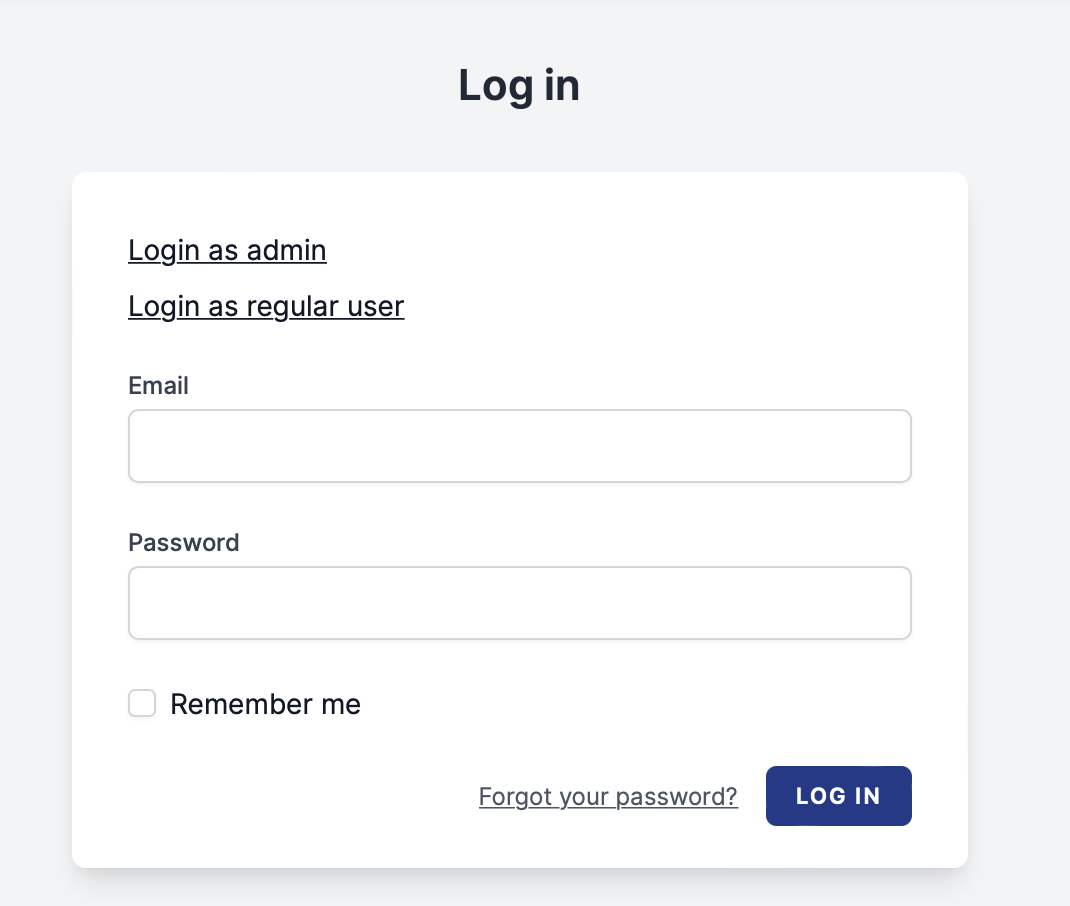 Log in
Login as admin
Login as regular user
Email
Password
Remember me
Forgot your password? LOG IN